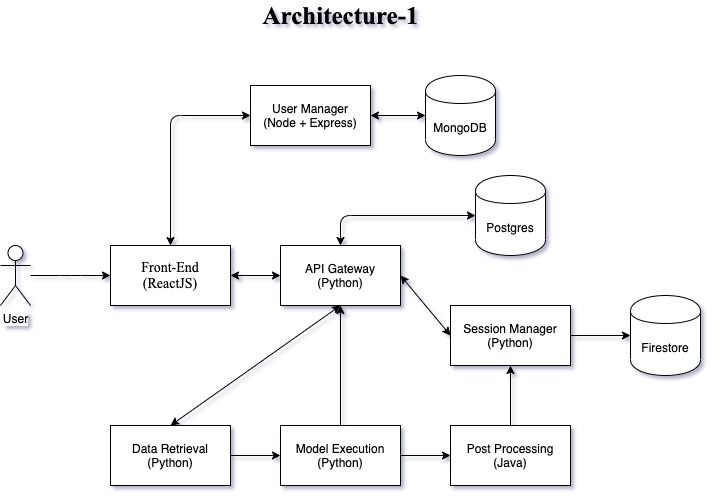 Architecture-1
User Manager
(Node + Express)
MongoDB
Postgres
User
Front-End
(ReactJS)
API Gateway
(Python)
Session Manager
(Python)
Firestore
Data Retrieval
(Python)
Model Execution
(Python)
Post Processing
(Java)